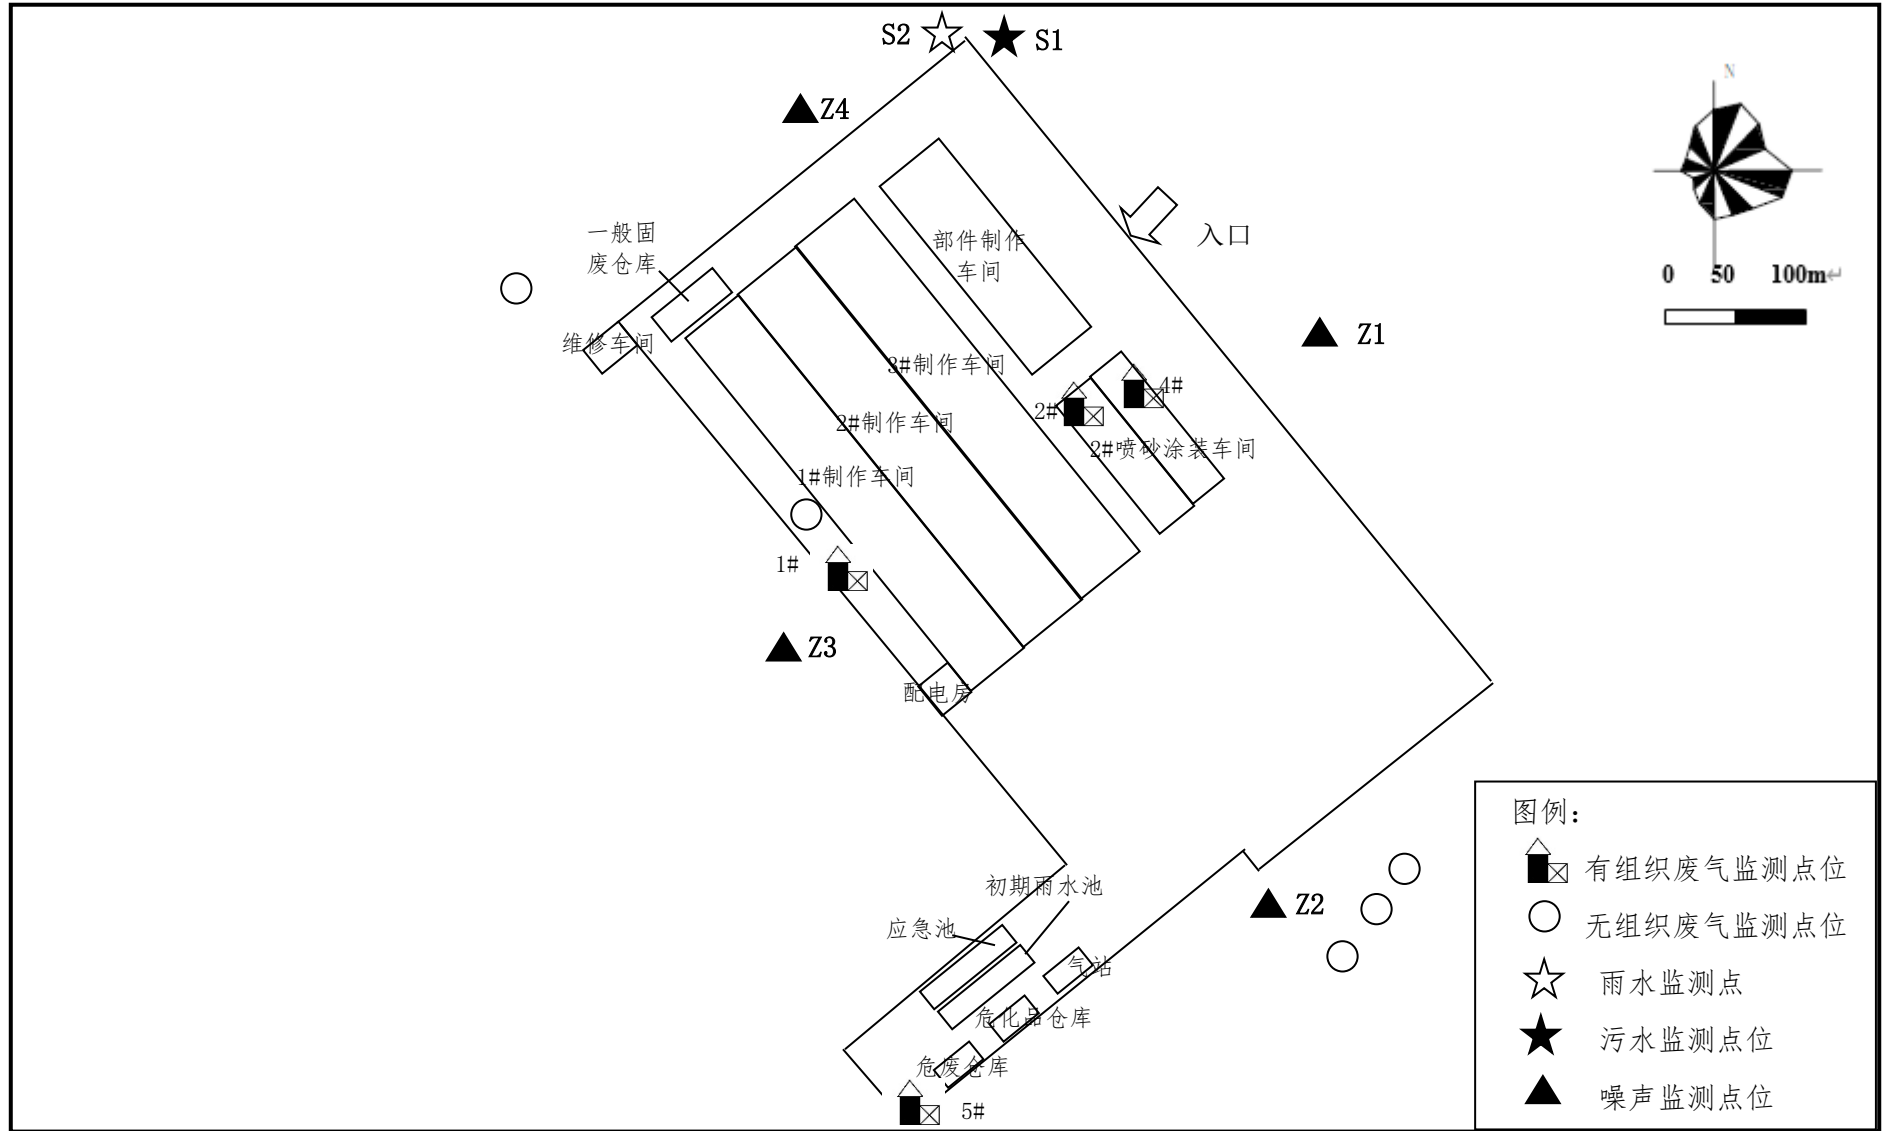 S2
S1
N
Z4
一般固
废仓库
部件制作
车间
入口
0 50 100m↵
Z1
维修车间
3#制作车间
4#
2#
2#制作车间
2#喷砂涂装车间
1#制作车间
1#
Z3
配电房
图例：
有组织废气监测点位
初期雨水池
Z2
无组织废气监测点位
应急池
气站
雨水监测点
危化品仓库
污水监测点位
危废仓库
噪声监测点位
5#